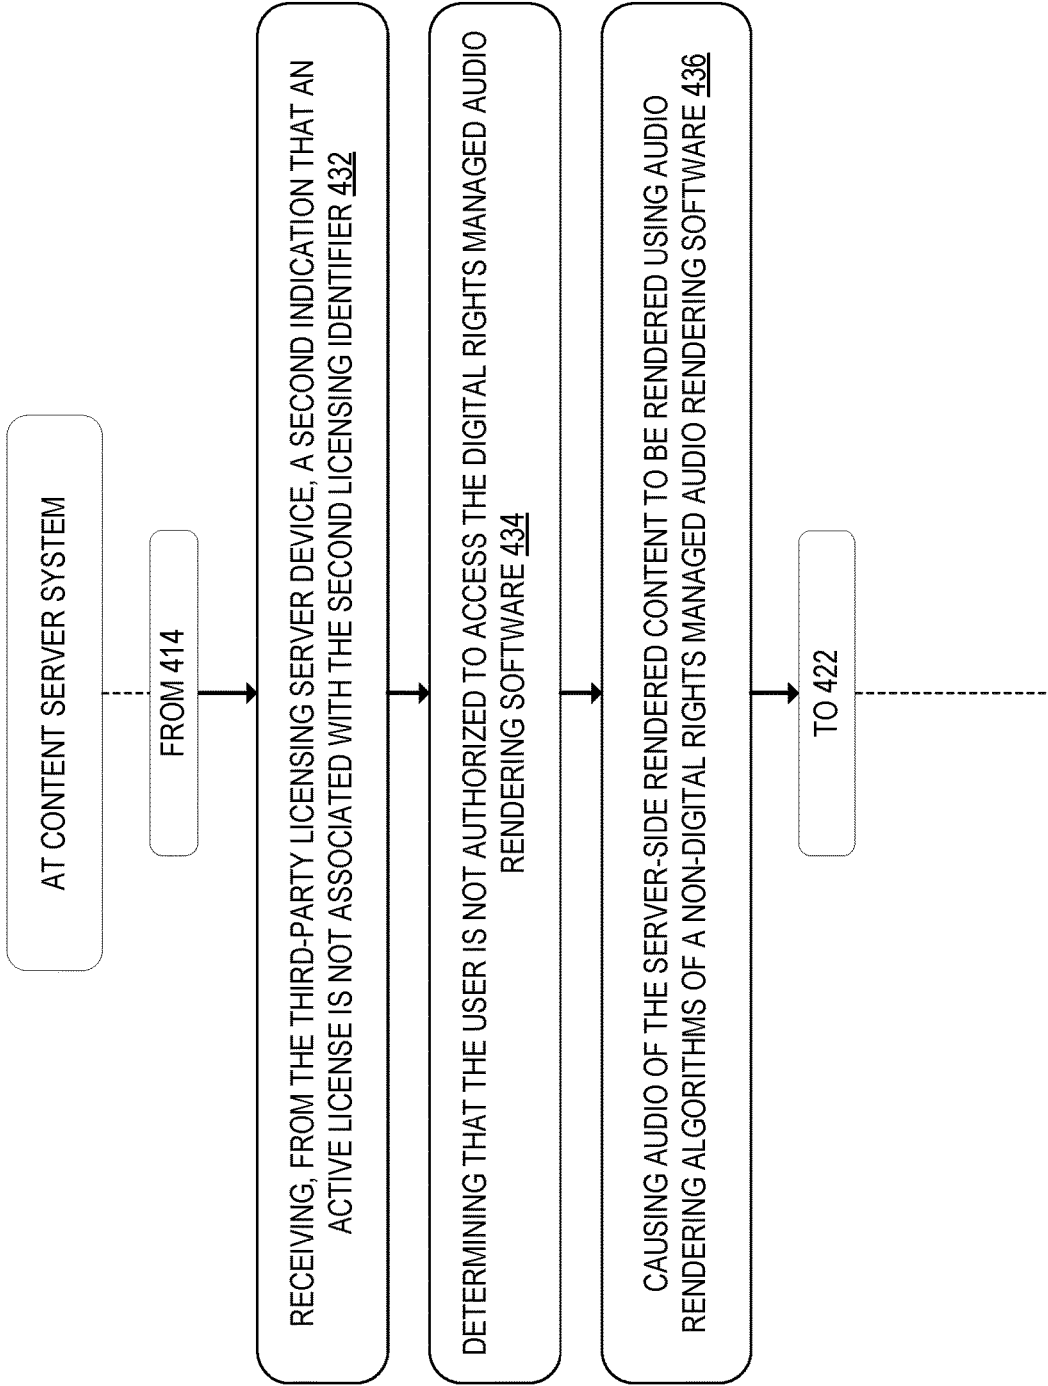 AT CONTENT SERVER SYSTEM
FROM 414
RECEIVING, FROM THE THIRD-PARTY LICENSING SERVER DEVICE, A SECOND INDICATION THAT AN
ACTIVE LICENSE IS NOT ASSOCIATED WITH THE SECOND LICENSING IDENTIFIER 432
DETERMINING THAT THE USER IS NOT AUTHORIZED TO ACCESS THE DIGITAL RIGHTS MANAGED AUDIO
RENDERING SOFTWARE 434
CAUSING AUDIO OF THE SERVER-SIDE RENDERED CONTENT TO BE RENDERED USING AUDIO
RENDERING ALGORITHMS OF A NON-DIGITAL RIGHTS MANAGED AUDIO RENDERING SOFTWARE 436
TO 422